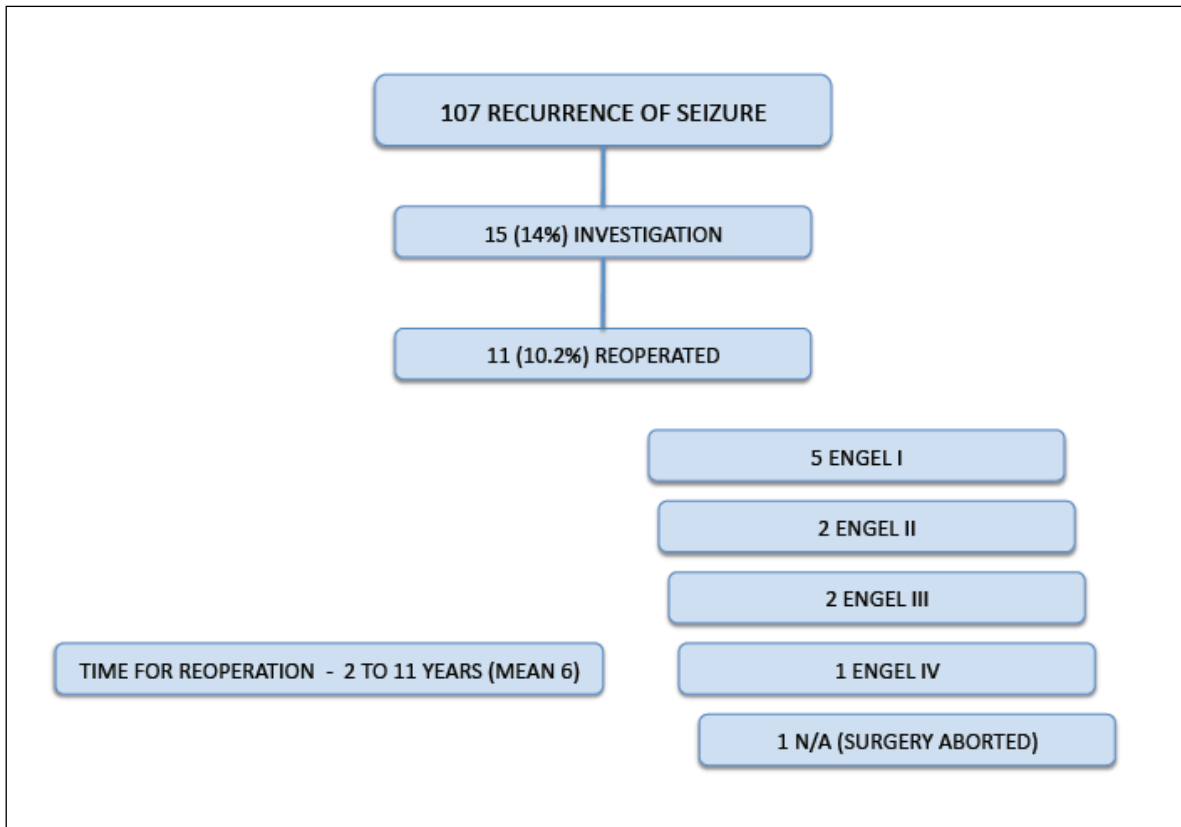 107 RECURRENCE OF SEIZURE
15 (14%) INVESTIGATION
11 (10.2%) REOPERATED
5 ENGEL I
2 ENGEL II
2 ENGEL III
TIME FOR REOPERATION - 2 TO 11 YEARS (MEAN 6)
1 ENGEL IV
1 N/A (SURGERY ABORTED)